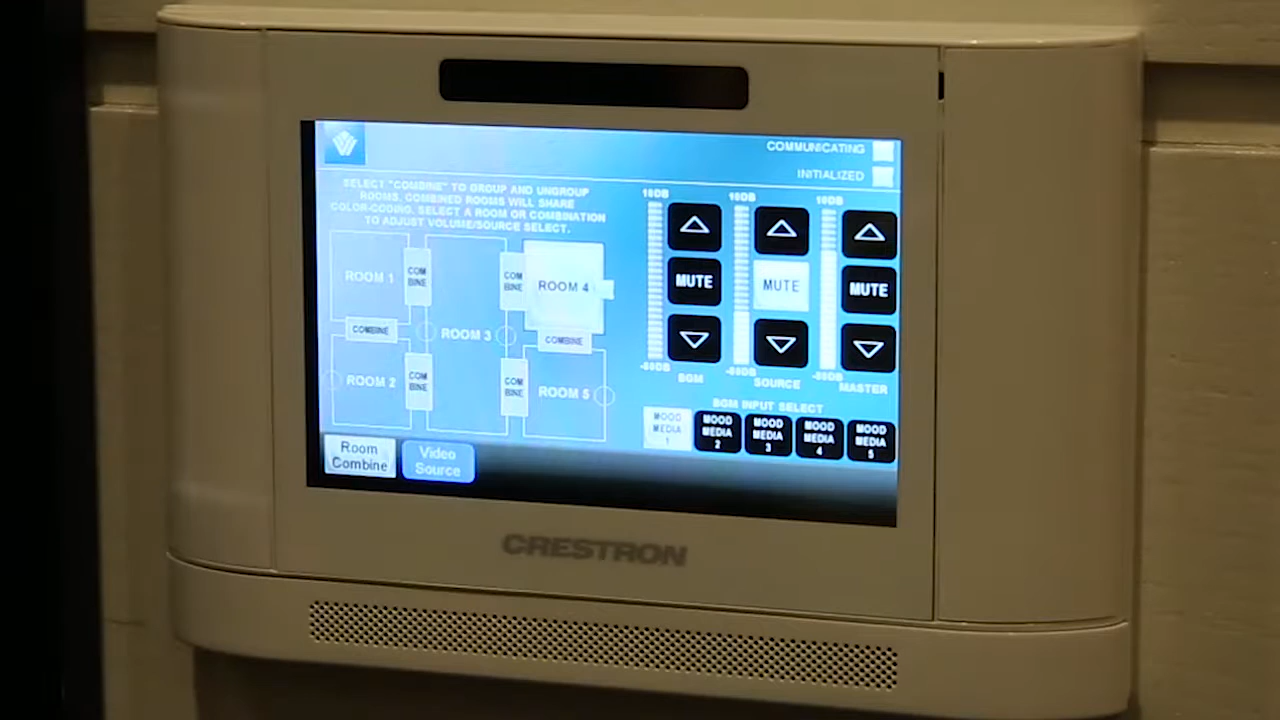 COMMUNICATING
INITIALIZED
SELECT "COMBINE" TO GROUP AND UNGROUP
ROOMS. COMBINED ROOMS WILL SHARE
COLOR-CODING. SELECT A ROOM OR COMBINATION
TO ADJUST VOLUME/SOURCE SELECT.
ROOM 1
COM
BINE
COMBINE
ROOM 2
COM
BINE
ROOM 3
COM
BINE
ROOM 4
COMBINE
COM
BINE
ROOM 5
10DB
MUTE
BGM
10DB
MUTE
SOURCE
10DB
MUTE
MASTER
BGM INPUT SELECT
MOOD
MEDIA
1
MOOD
MEDIA
2
MOOD
MEDIA
3
MOOD
MEDIA
4
MOOD
MEDIA
5
Room
Combine
Video
Source
CRESTRON